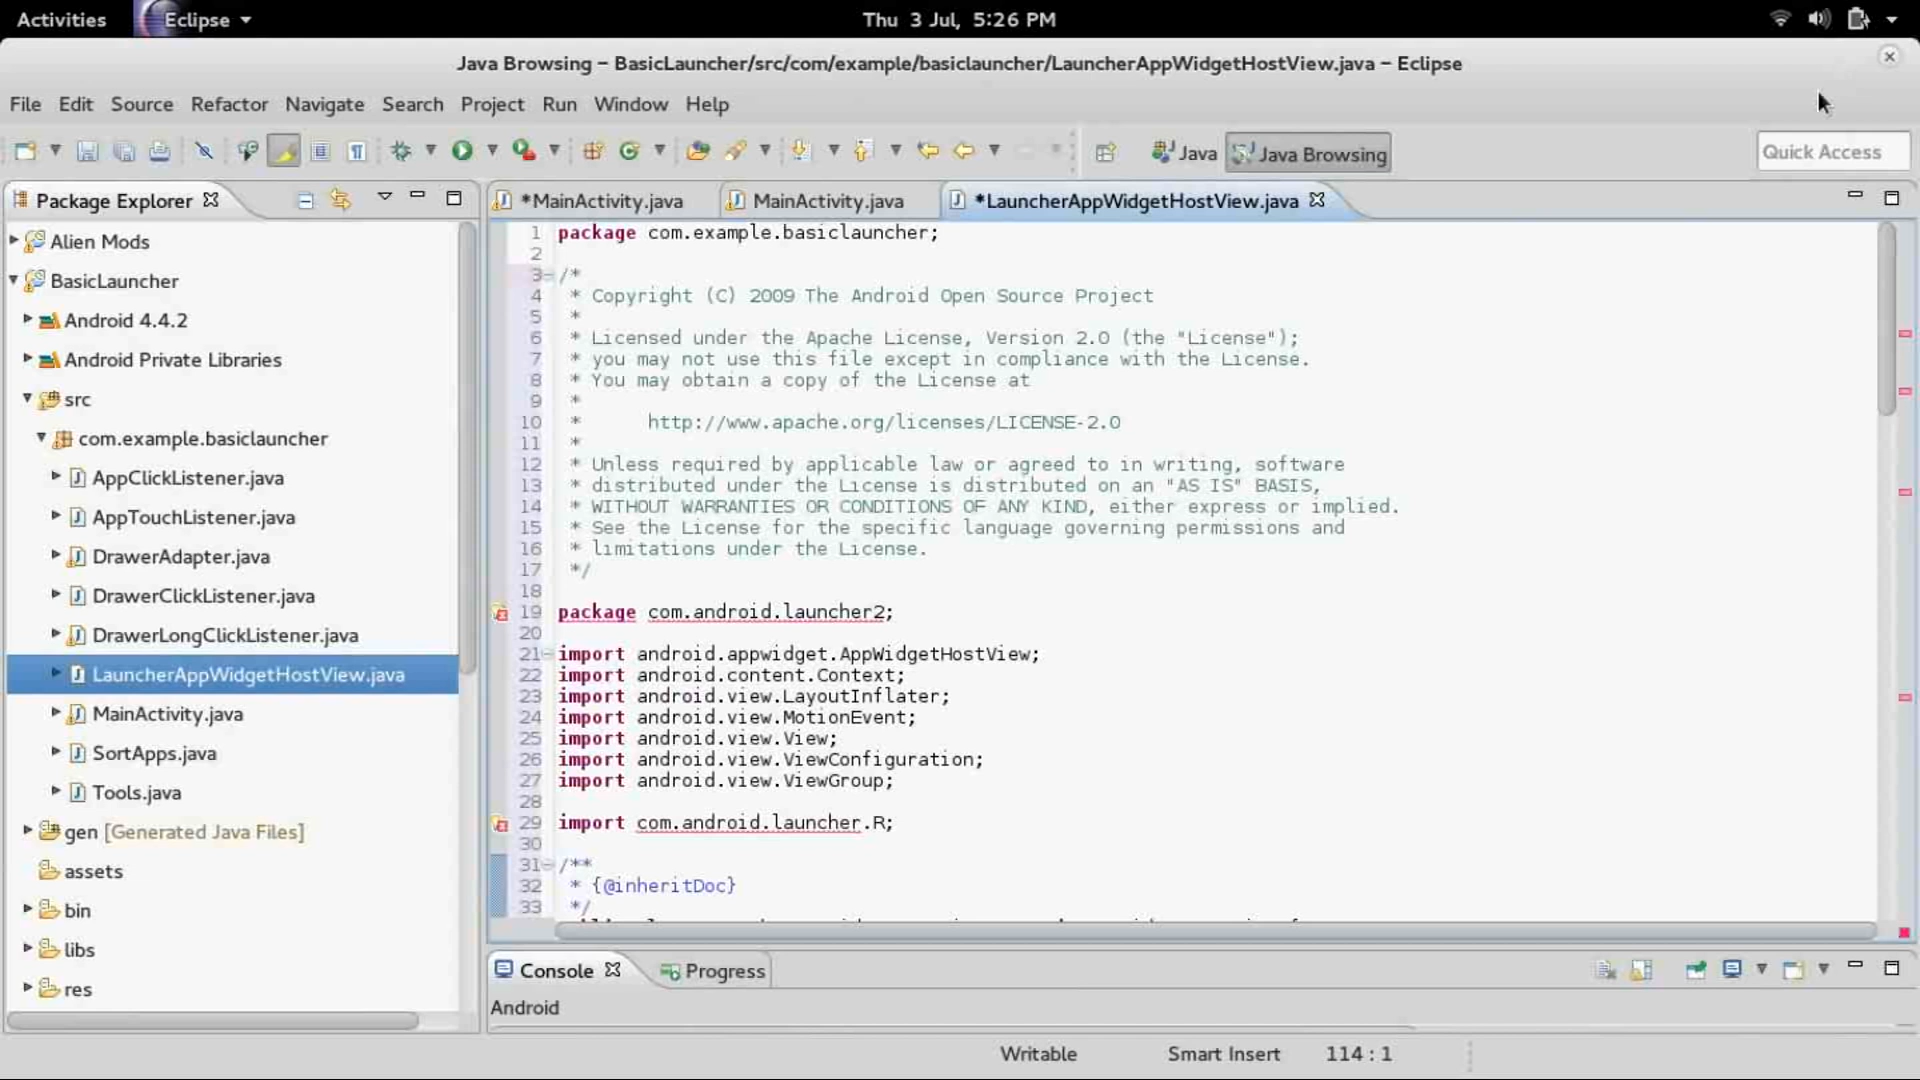 Activities Eclipse Thu 3 Jul, 5:26 PM
Java Browsing – BasicLauncher/src/com/example/basiclauncher/LauncherAppWidgetHostView.java – Eclipse
File Edit Source Refactor Navigate Search Project Run Window Help
Java Java Browsing Quick Access
Package Explorer
Alien Mods
BasicLauncher
Android 4.4.2
Android Private Libraries
src
com.example.basiclauncher
AppClickListener.java
AppTouchListener.java
DrawerAdapter.java
DrawerClickListener.java
DrawerLongClickListener.java
LauncherAppWidgetHostView.java
MainActivity.java
SortApps.java
Tools.java
gen [Generated Java Files]
assets
bin
libs
res
*MainActivity.java MainActivity.java *LauncherAppWidgetHostView.java
1 package com.example.basiclauncher;
2
3 /*
4 * Copyright (C) 2009 The Android Open Source Project
5 *
6 * Licensed under the Apache License, Version 2.0 (the "License");
7 * you may not use this file except in compliance with the License.
8 * You may obtain a copy of the License at
9 *
10 * http://www.apache.org/licenses/LICENSE-2.0
11 *
12 * Unless required by applicable law or agreed to in writing, software
13 * distributed under the License is distributed on an "AS IS" BASIS,
14 * WITHOUT WARRANTIES OR CONDITIONS OF ANY KIND, either express or implied.
15 * See the License for the specific language governing permissions and
16 * limitations under the License.
17 */
18
19 package com.android.launcher2;
20
21 import android.appwidget.AppWidgetHostView;
22 import android.content.Context;
23 import android.view.LayoutInflater;
24 import android.view.MotionEvent;
25 import android.view.View;
26 import android.view.ViewConfiguration;
27 import android.view.ViewGroup;
28
29 import com.android.launcher.R;
30
31 /**
32 * {@inheritDoc}
33 */
Console Progress
Android
Writable Smart Insert 114 : 1